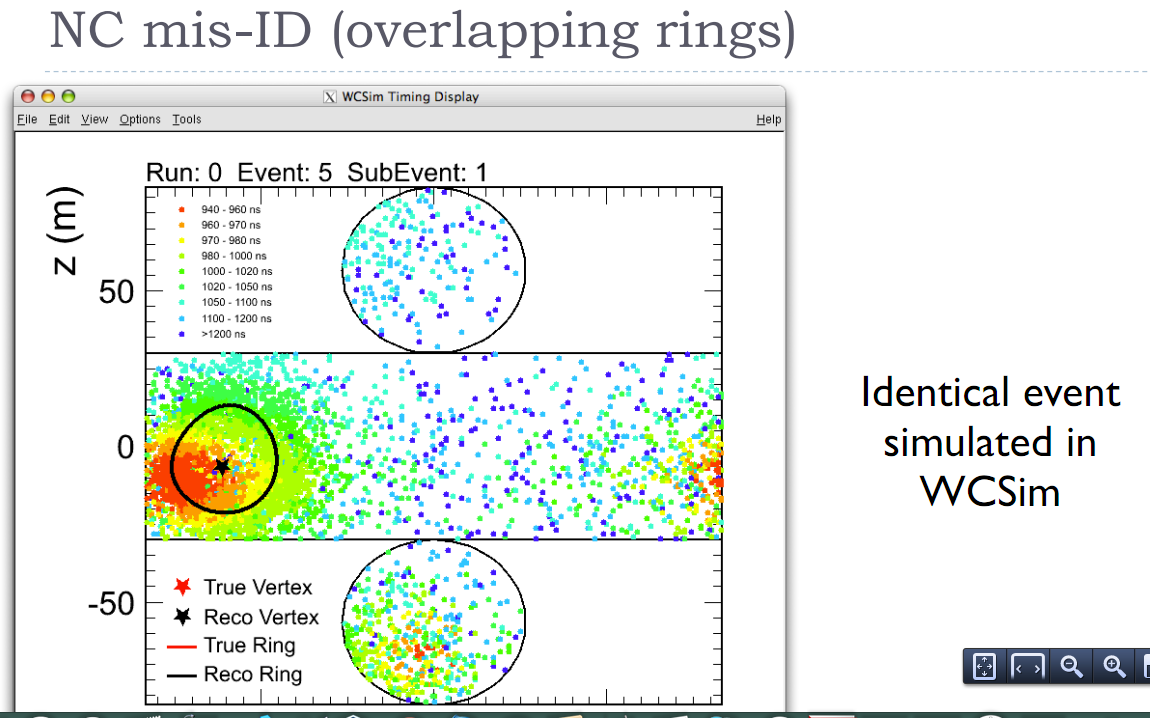 NC mis-ID (overlapping rings)
WCSim Timing Display
File Edit View Options Tools Help
Run: 0 Event: 5 SubEvent: 1
z (m)
940 - 960 ns
960 - 970 ns
970 - 980 ns
980 - 1000 ns
1000 - 1020 ns
1020 - 1050 ns
1050 - 1100 ns
1100 - 1200 ns
>1200 ns
50
0
-50
True Vertex
Reco Vertex
True Ring
Reco Ring
Identical event
simulated in
WCSim